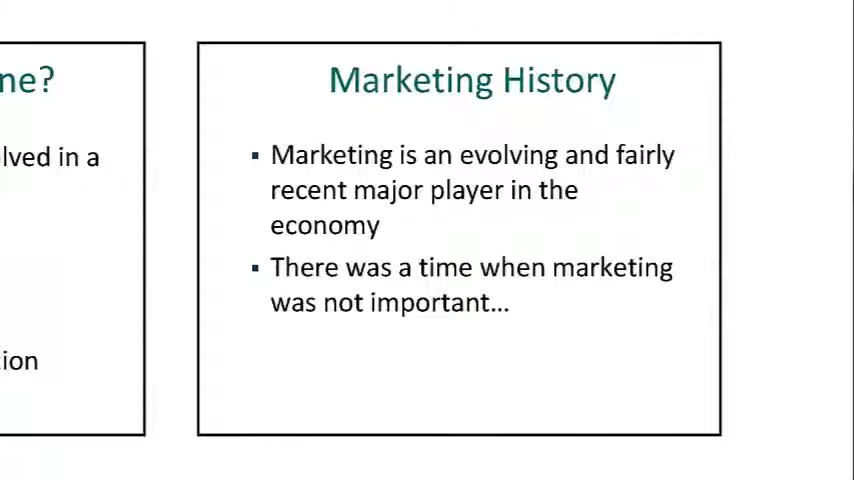 ne?
lved in a
tion
Marketing History
▪ Marketing is an evolving and fairly
recent major player in the
economy
▪ There was a time when marketing
was not important...